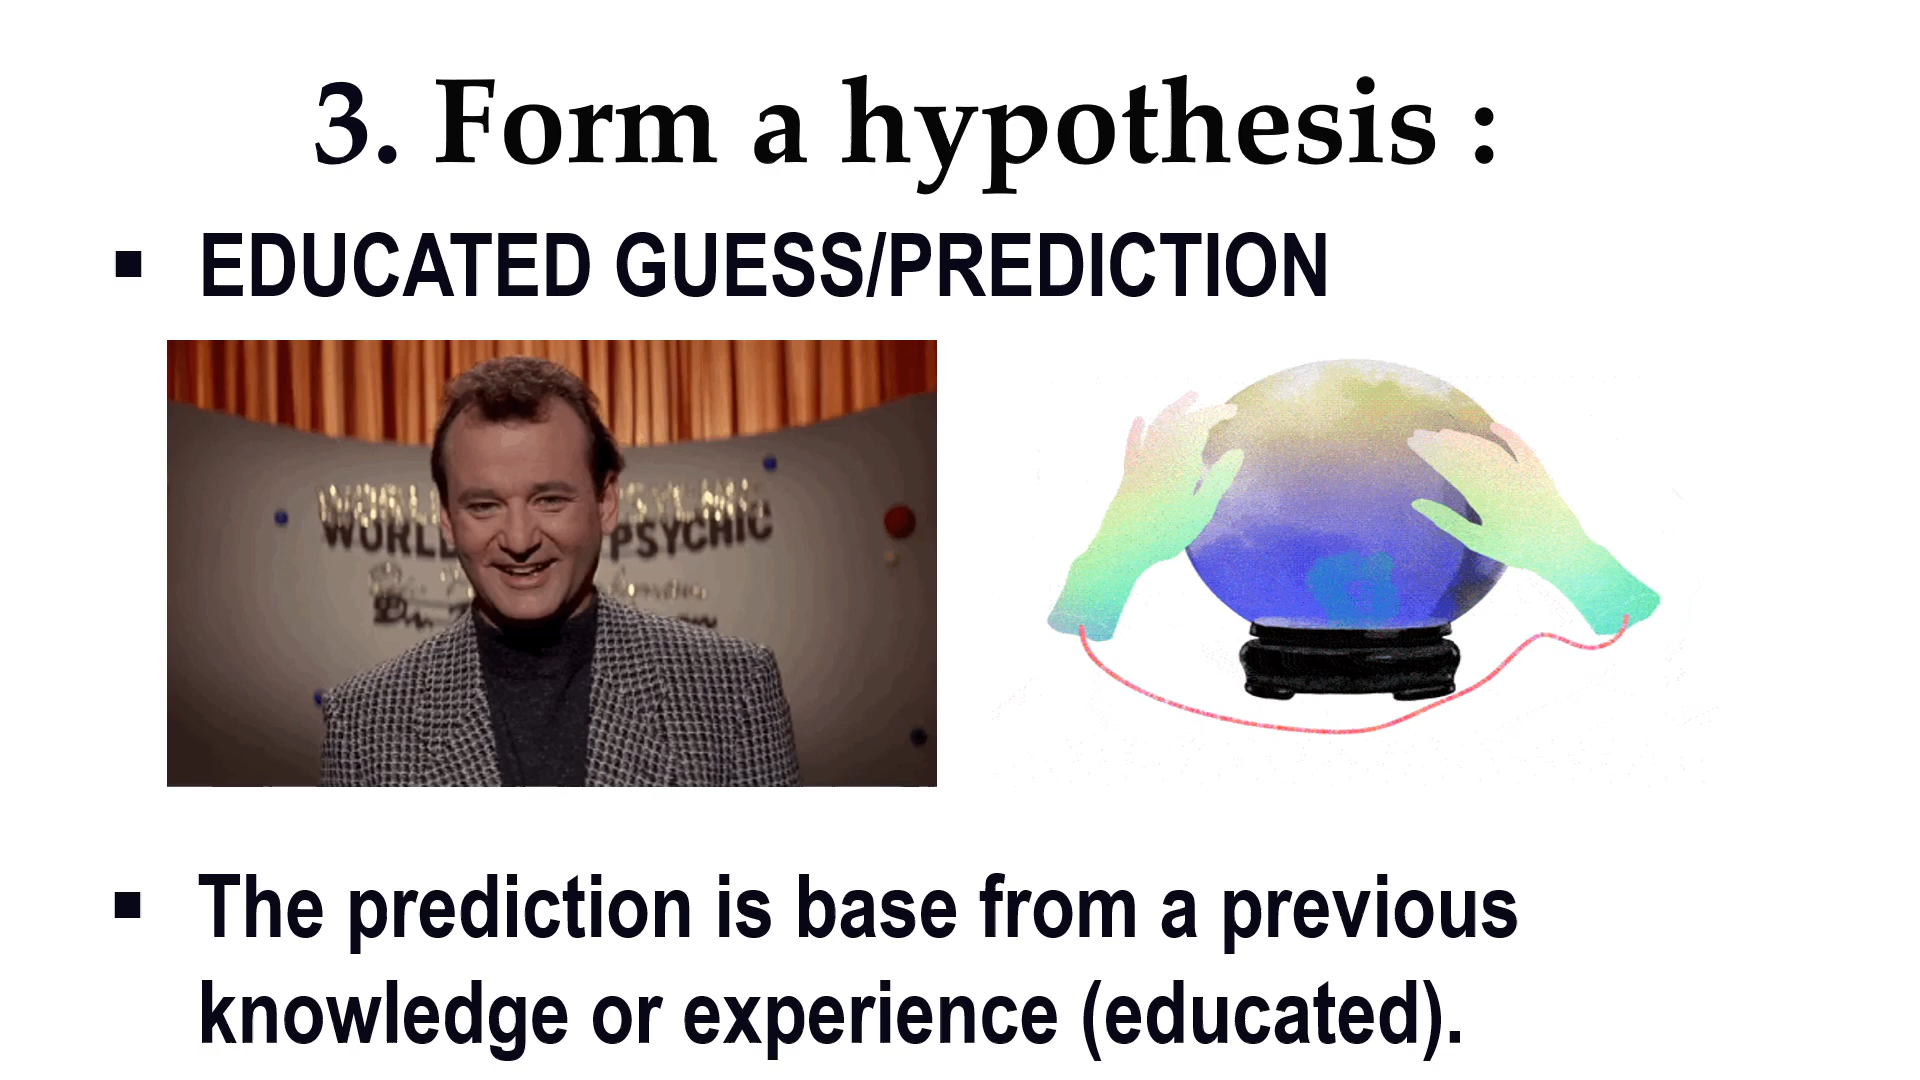 3. Form a hypothesis :
▪ EDUCATED GUESS/PREDICTION
WORLD PSYCHIC
▪ The prediction is base from a previous
knowledge or experience (educated).